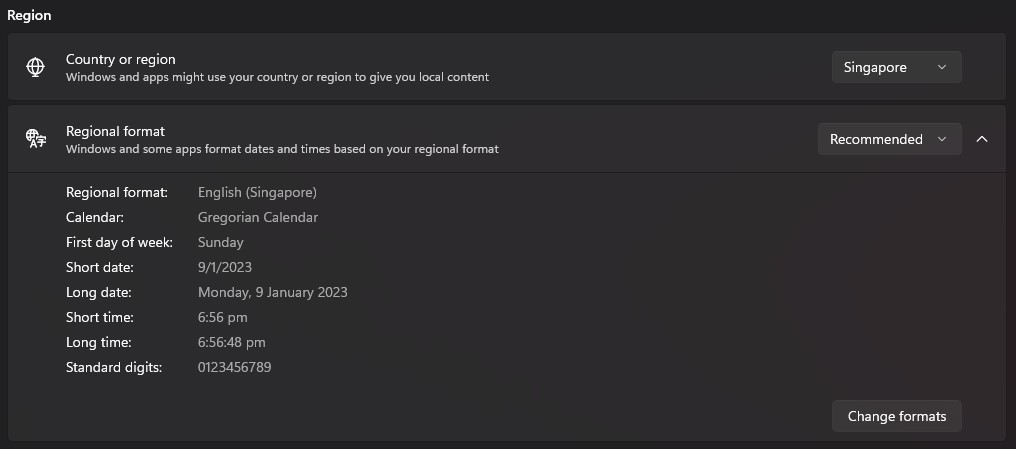 Region
Country or region
Windows and apps might use your country or region to give you local content
Singapore
Regional format
Windows and some apps format dates and times based on your regional format
Recommended
Regional format: English (Singapore)
Calendar: Gregorian Calendar
First day of week: Sunday
Short date: 9/1/2023
Long date: Monday, 9 January 2023
Short time: 6:56 pm
Long time: 6:56:48 pm
Standard digits: 0123456789
Change formats